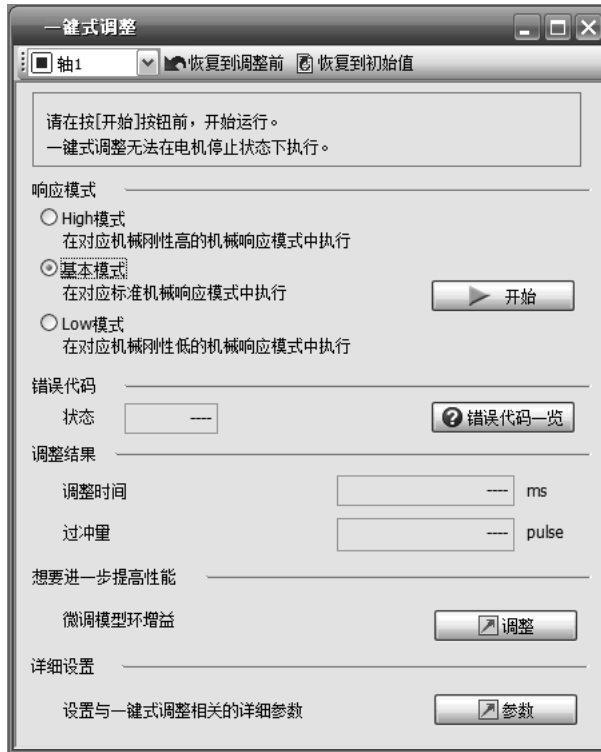 一键式调整
轴1 恢复到调整前 恢复到初始值
请在按[开始]按钮前，开始运行。
一键式调整无法在电机停止状态下执行。
响应模式
High模式
在对应机械刚性高的机械响应模式中执行
基本模式
在对应标准机械响应模式中执行
开始
Low模式
在对应机械刚性低的机械响应模式中执行
错误代码
状态 ---- 错误代码一览
调整结果
调整时间 ---- ms
过冲量 ---- pulse
想要进一步提高性能
微调模型环增益 调整
详细设置
设置与一键式调整相关的详细参数 参数